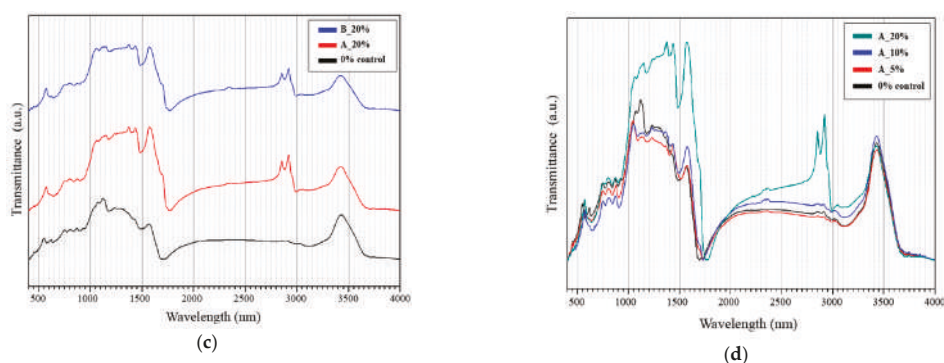 B_20%
A_20%
0% control
Transmittance (a.u.)
500 1000 1500 2000 2500 3000 3500 4000
Wavelength (nm)
(c)
A_20%
A_10%
A_5%
0% control
Transmittance (a.u.)
500 1000 1500 2000 2500 3000 3500 4000
Wavelength (nm)
(d)